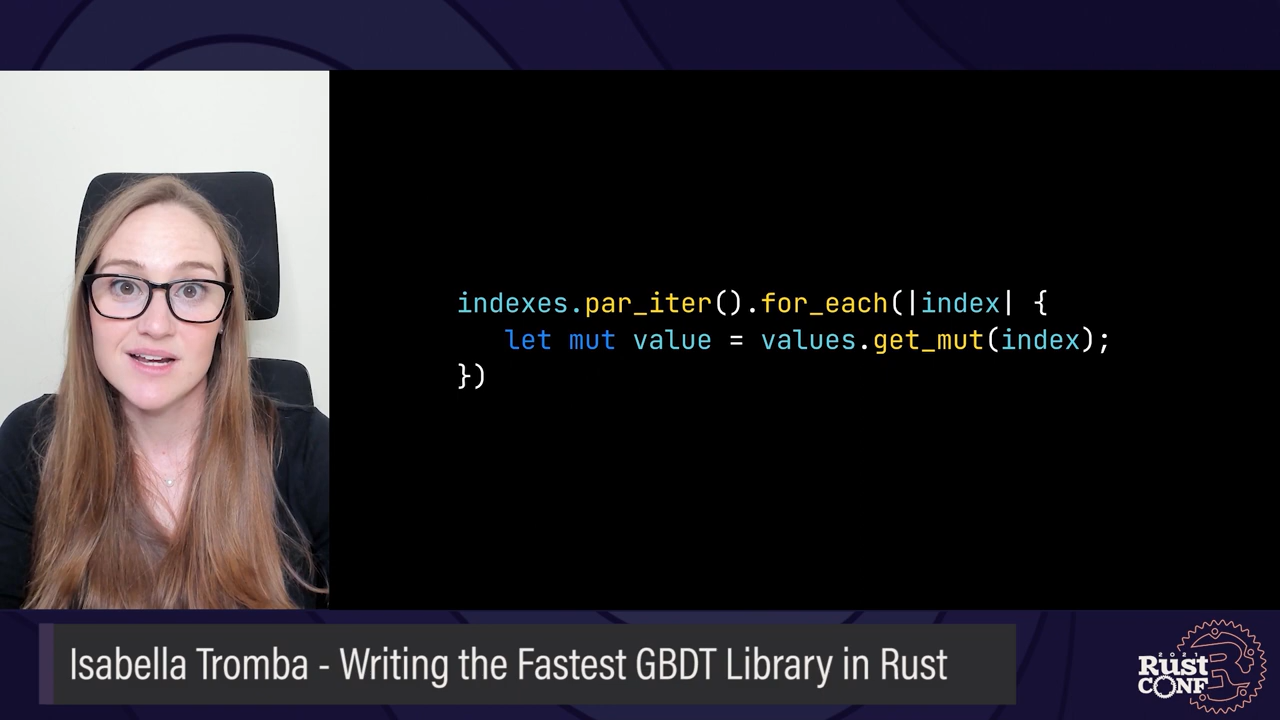 indexes.par_iter().for_each(|index| {
   let mut value = values.get_mut(index);
})
Isabella Tromba - Writing the Fastest GBDT Library in Rust
Rust
CONF